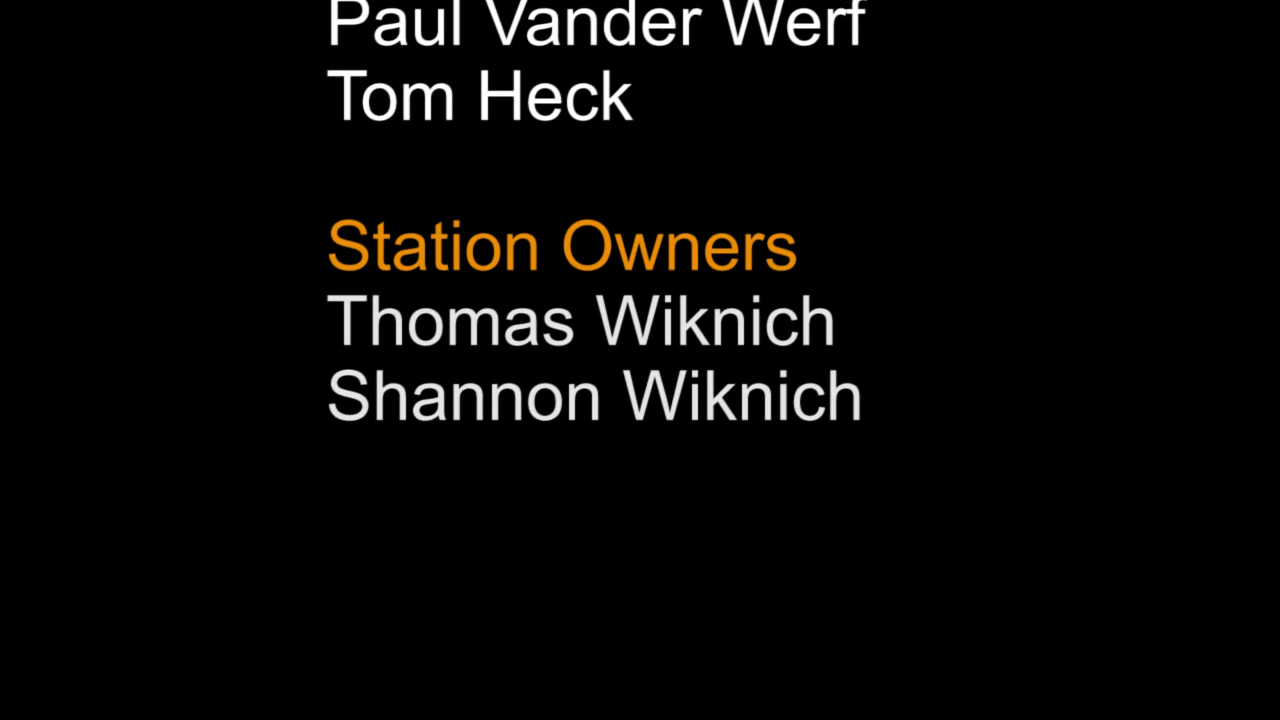 Paul Vander Werf
Tom Heck
Station Owners
Thomas Wiknich
Shannon Wiknich